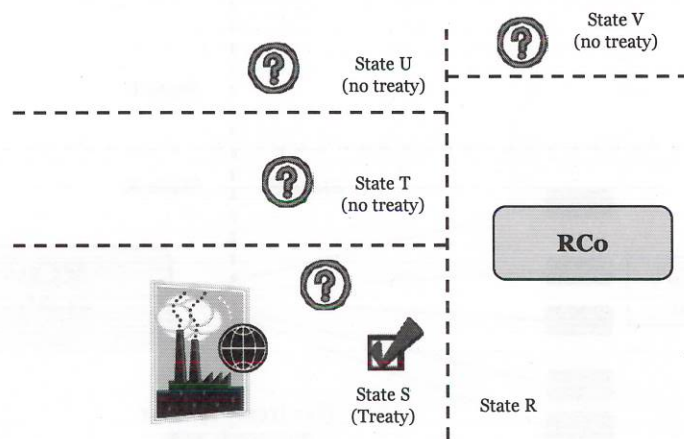 State V
(no treaty)
State U
(no treaty)
State T
(no treaty)
RCo
State S
(Treaty)
State R